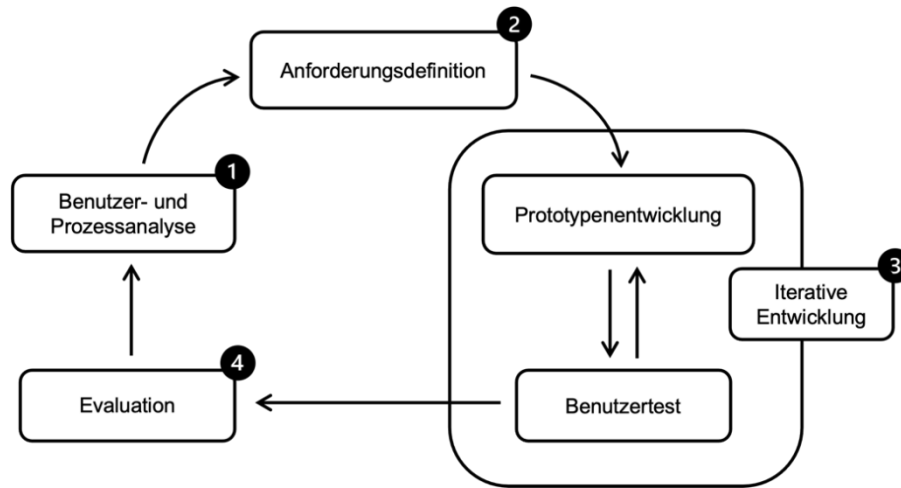 2
Anforderungsdefinition
1
Benutzer- und
Prozessanalyse
Prototypenentwicklung
3
Iterative
Entwicklung
4
Evaluation
Benutzertest